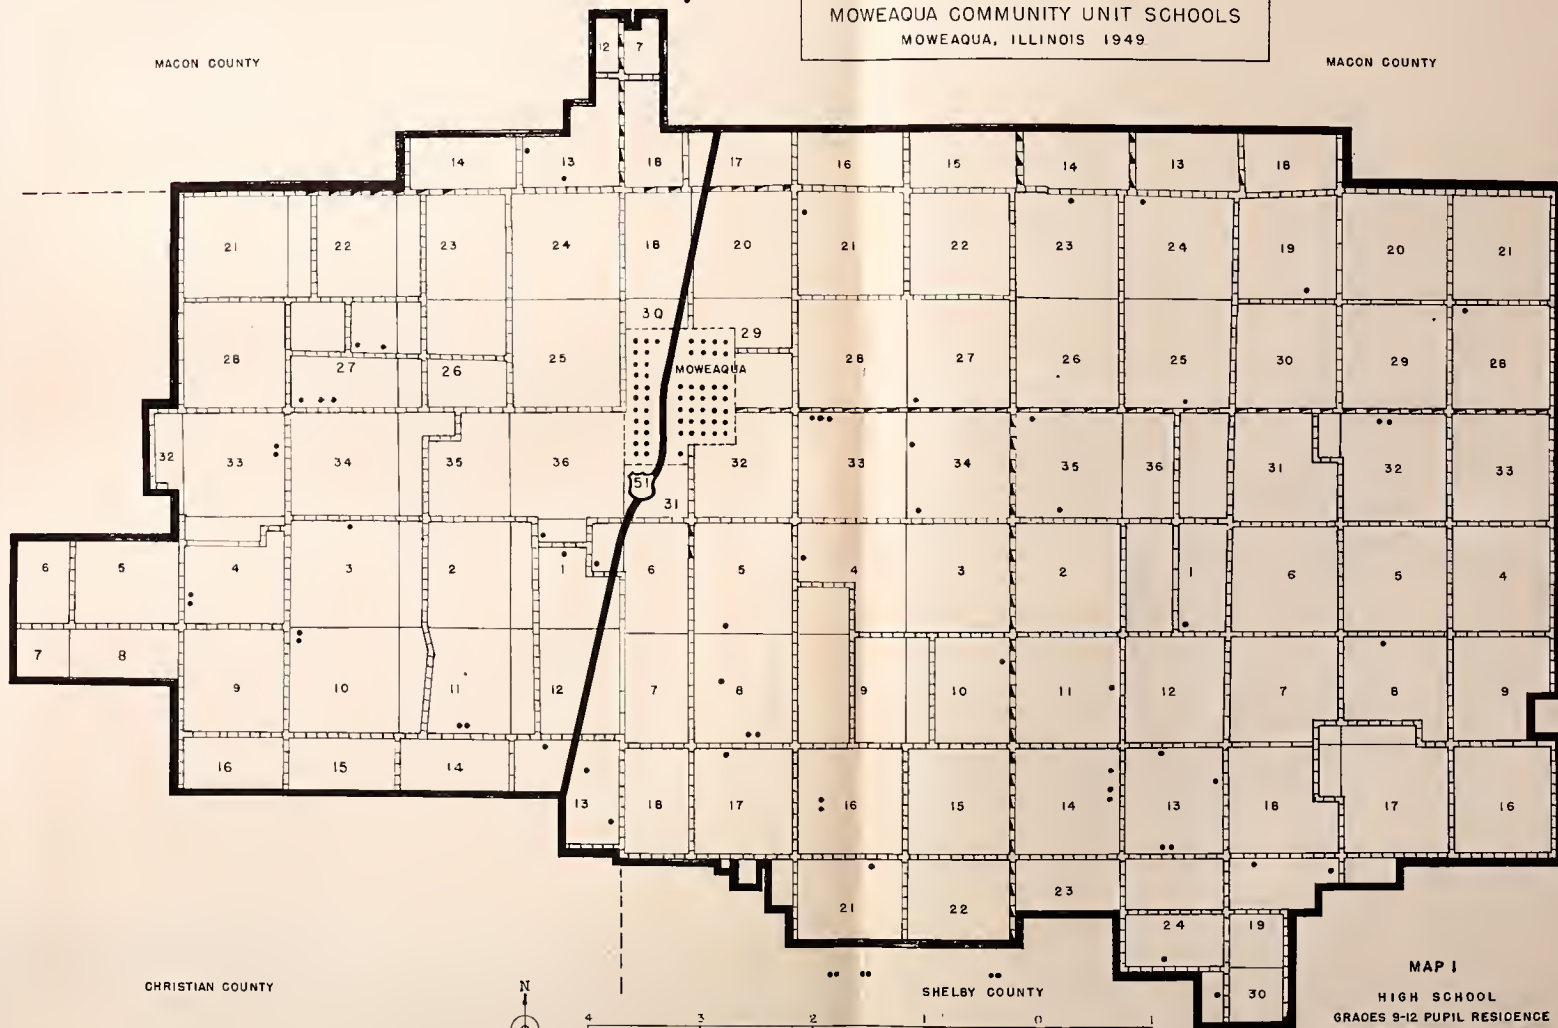 MOWEAQUA COMMUNITY UNIT SCHOOLS
MOWEAQUA, ILLINOIS 1949
MACON COUNTY
MACON COUNTY
12 7
14 13 18 17 16 15 14 13 18
21 22 23 24 18 20 21 22 23 24 19 20 21
30 29
28 27 26 25 MOWEAQUA 28 27 26 25 30 29 28
32 33 34 35 36 32 33 34 35 36 31 32 33
51
31
6 5 4 3 2 1 6 5 4 3 2 1 6 5 4
7 8 9 10 11 12 7 8 9 10 11 12 7 8 9
16 15 14 13 18 17 16 15 14 13 18 17 16
21 22 23
24 19
30
CHRISTIAN COUNTY
N
SHELBY COUNTY
4 3 2 1 0 1
MAP I
HIGH SCHOOL
GRADES 9-12 PUPIL RESIDENCE